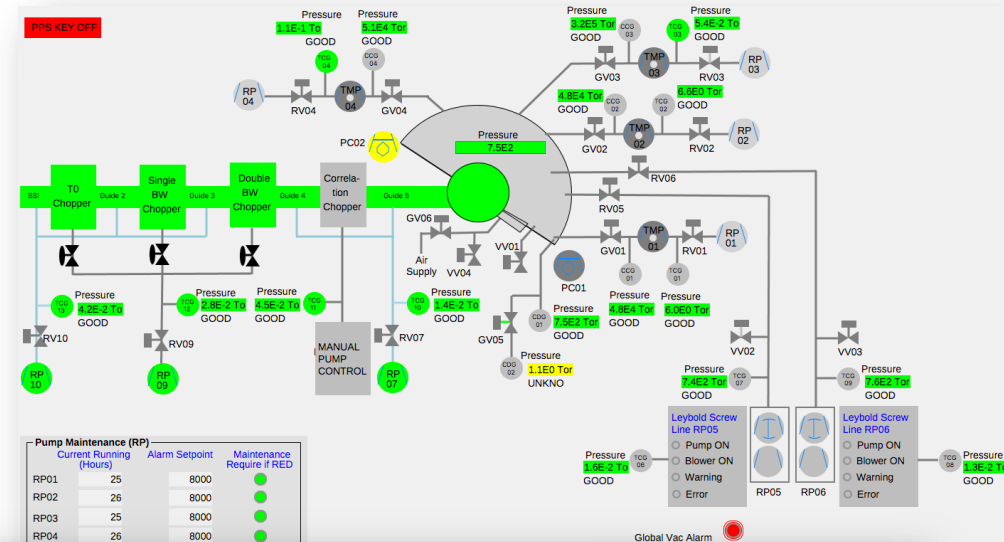 PPS KEY OFF
Pressure
1.1E-1 To
GOOD
Pressure
5.1E4 Tor
GOOD
TCG
04
CCG
04
RP
04
RV04
TMP
04
GV04
Pressure
3.2E5 Tor
GOOD
CCG
03
TCG
03
Pressure
5.4E-2 To
GOOD
GV03
TMP
03
RV03
RP
03
4.8E4 Tor
GOOD
CCG
02
TCG
02
6.6E0 Tor
GOOD
GV02
TMP
02
RV02
RP
02
PC02
Pressure
7.5E2
RV06
RV05
BSI
T0
Chopper
Guide 2
Single
BW
Chopper
Guide 3
Double
BW
Chopper
Guide 4
Correla-
tion
Chopper
Guide 5
GV06
Air
Supply
VV04
VV01
GV01
TMP
01
RV01
RP
01
CCG
01
TCG
01
PC01
Pressure
4.8E4 Tor
GOOD
Pressure
6.0E0 Tor
GOOD
TCG
13
Pressure
4.2E-2 To
GOOD
TCG
12
Pressure
2.8E-2 To
GOOD
Pressure
4.5E-2 To
GOOD
TCG
11
TCG
10
Pressure
1.4E-2 To
GOOD
RV10
RV09
RV07
RP
10
RP
09
MANUAL
PUMP
CONTROL
RP
07
GV05
CDG
01
Pressure
7.5E2 Tor
GOOD
CDG
02
Pressure
1.1E0 Tor
UNKNO
VV02
VV03
Pressure
7.4E2 Tor
GOOD
TCG
07
TCG
09
Pressure
7.6E2 Tor
GOOD
Leybold Screw
Line RP05
Pump ON
Blower ON
Warning
Error
RP05
RP06
Leybold Screw
Line RP06
Pump ON
Blower ON
Warning
Error
Pressure
1.6E-2 To
GOOD
TCG
06
TCG
08
Pressure
1.3E-2 To
GOOD
Global Vac Alarm
Pump Maintenance (RP)
Current Running
(Hours)
Alarm Setpoint
Maintenance
Require if RED
RP01 25 8000
RP02 26 8000
RP03 25 8000
RP04 26 8000